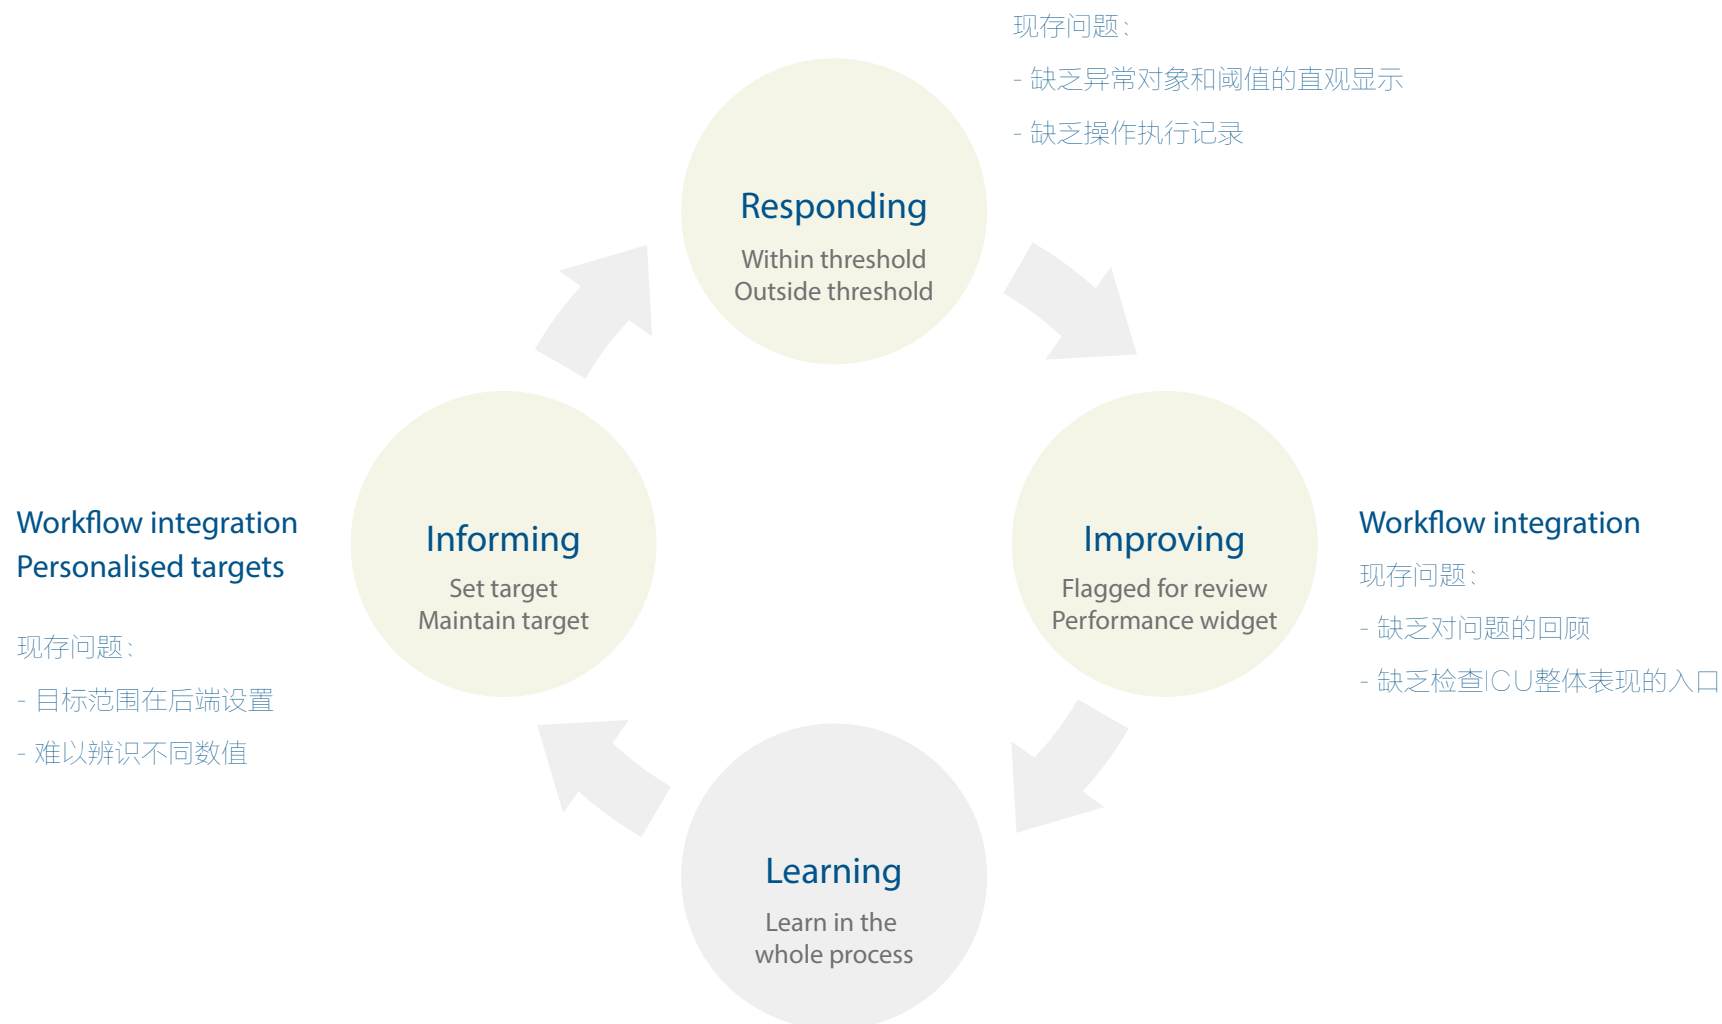 现存问题：
- 缺乏异常对象和阈值的直观显示
- 缺乏操作执行记录
Responding
Within threshold
Outside threshold
Workflow integration
Personalised targets
现存问题：
- 目标范围在后端设置
- 难以辨识不同数值
Informing
Set target
Maintain target
Improving
Flagged for review
Performance widget
Workflow integration
现存问题：
- 缺乏对问题的回顾
- 缺乏检查ICU整体表现的入口
Learning
Learn in the
whole process